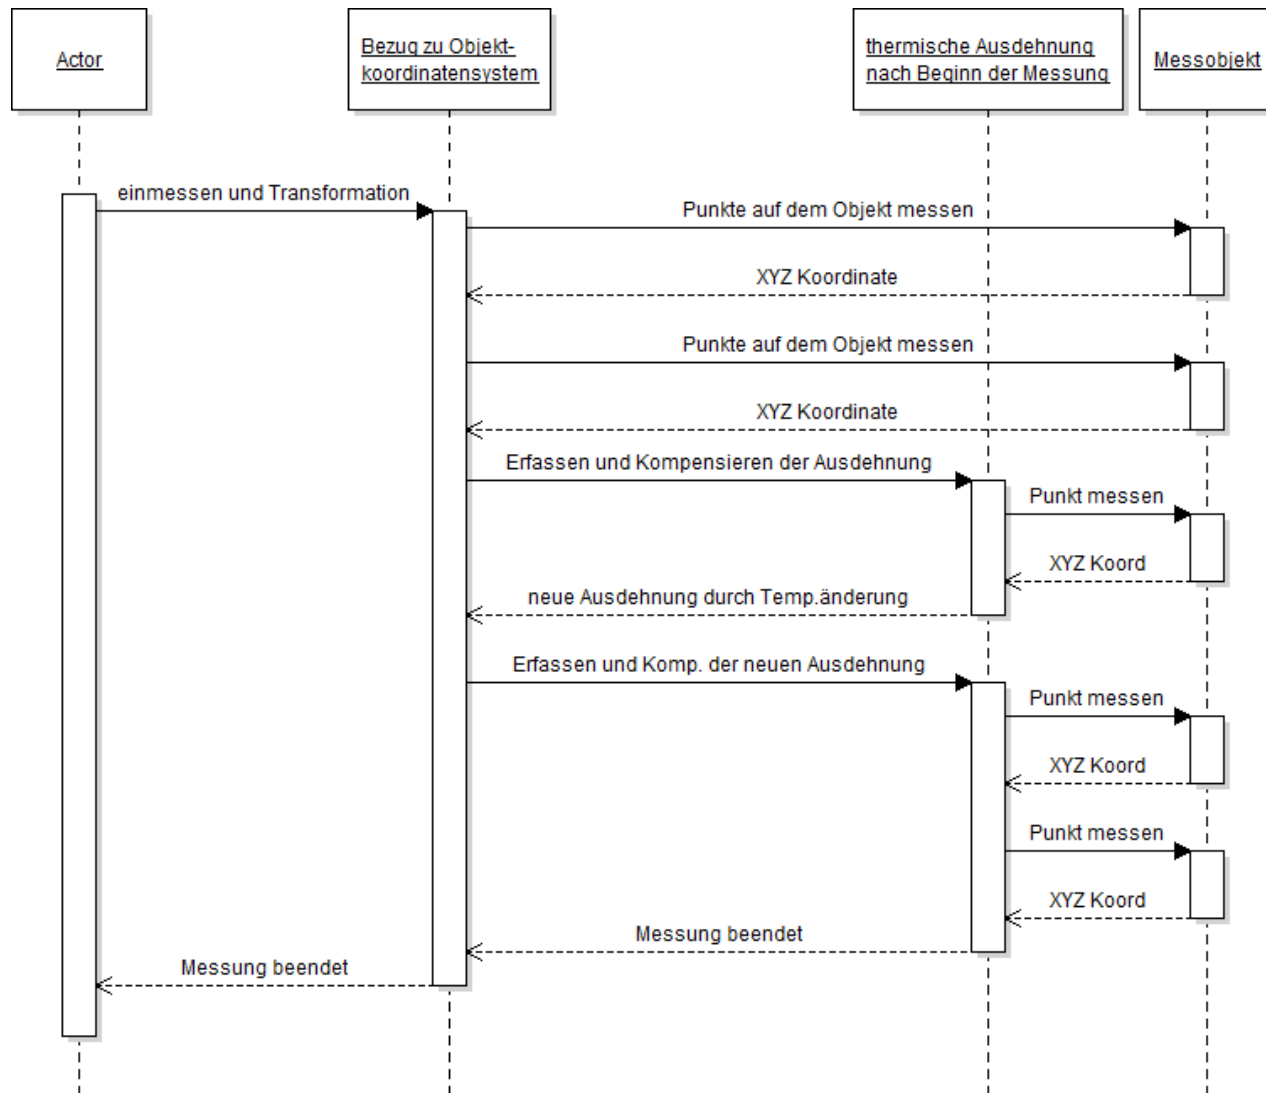 Actor
Bezug zu Objekt-
koordinatensystem
thermische Ausdehnung
nach Beginn der Messung
Messobjekt
einmessen und Transformation
Punkte auf dem Objekt messen
XYZ Koordinate
Punkte auf dem Objekt messen
XYZ Koordinate
Erfassen und Kompensieren der Ausdehnung
Punkt messen
XYZ Koord
neue Ausdehnung durch Temp.änderung
Erfassen und Komp. der neuen Ausdehnung
Punkt messen
XYZ Koord
Punkt messen
XYZ Koord
Messung beendet
Messung beendet